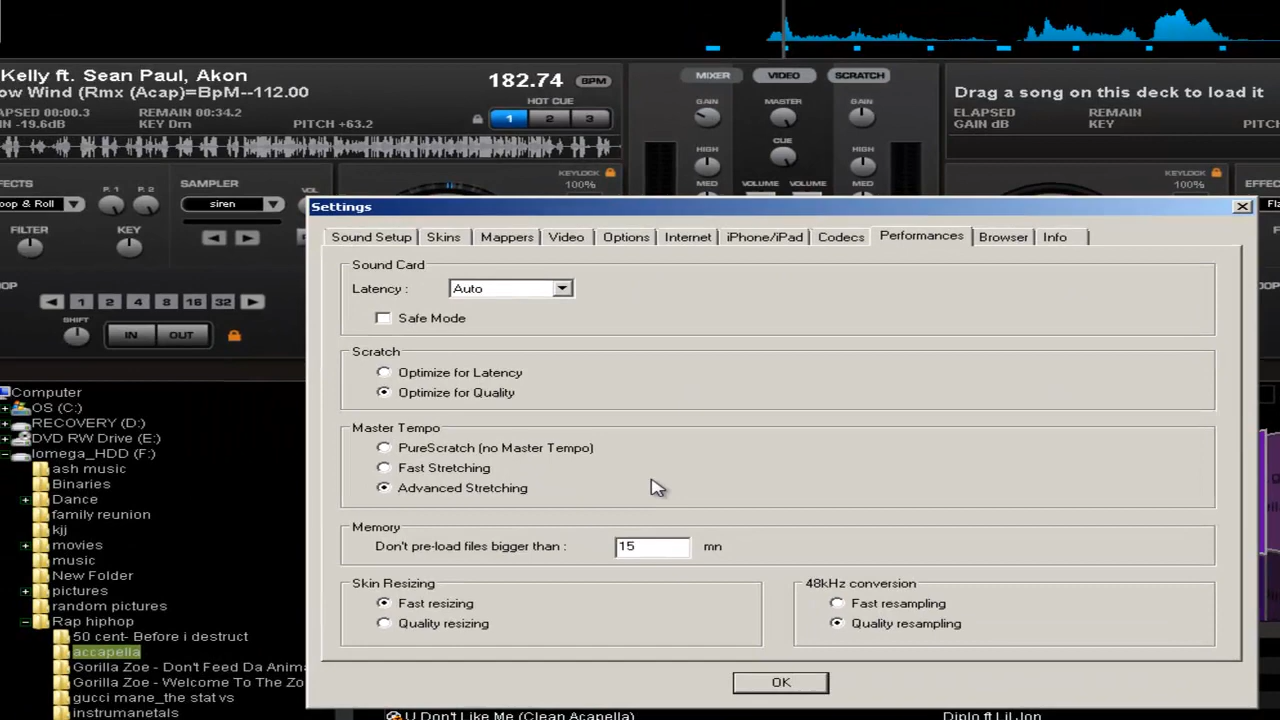 Kelly ft. Sean Paul, Akon
ow Wind (Rmx (Acap)=BpM--112.00
182.74 BPM
HOT CUE
1 2 3
ELAPSED 00:00.3 REMAIN 00:34.2
GAIN -19.6dB KEY Dm PITCH +63.2
MIXER VIDEO SCRATCH
GAIN MASTER GAIN
CUE
HIGH HIGH
MED VOLUME VOLUME MED
Drag a song on this deck to load it
ELAPSED REMAIN
GAIN dB KEY PITCH
KEYLOCK
100%
KEYLOCK
100%
EFFECTS P. 1 P. 2 SAMPLER VOL
oop & Roll siren
FILTER KEY
OOP
1 2 4 8 16 32
SHIFT IN OUT
EFFE
Fla
Settings
Sound Setup Skins Mappers Video Options Internet iPhone/iPad Codecs Performances Browser Info
Sound Card
Latency : Auto
Safe Mode
Scratch
Optimize for Latency
Optimize for Quality
Master Tempo
PureScratch (no Master Tempo)
Fast Stretching
Advanced Stretching
Memory
Don't pre-load files bigger than : 15 mn
Skin Resizing
Fast resizing
Quality resizing
48kHz conversion
Fast resampling
Quality resampling
OK
Computer
OS (C:)
RECOVERY (D:)
DVD RW Drive (E:)
Iomega_HDD (F:)
ash music
Binaries
Dance
family reunion
kjj
movies
music
New Folder
pictures
random pictures
Rap hiphop
50 cent- Before i destruct
accapella
Gorilla Zoe - Don't Feed Da Anima
Gorilla Zoe - Welcome To The Zo
gucci mane_the stat vs
instrumanetals
U Don't Like Me (Clean Acapella) Diplo ft Lil Jon